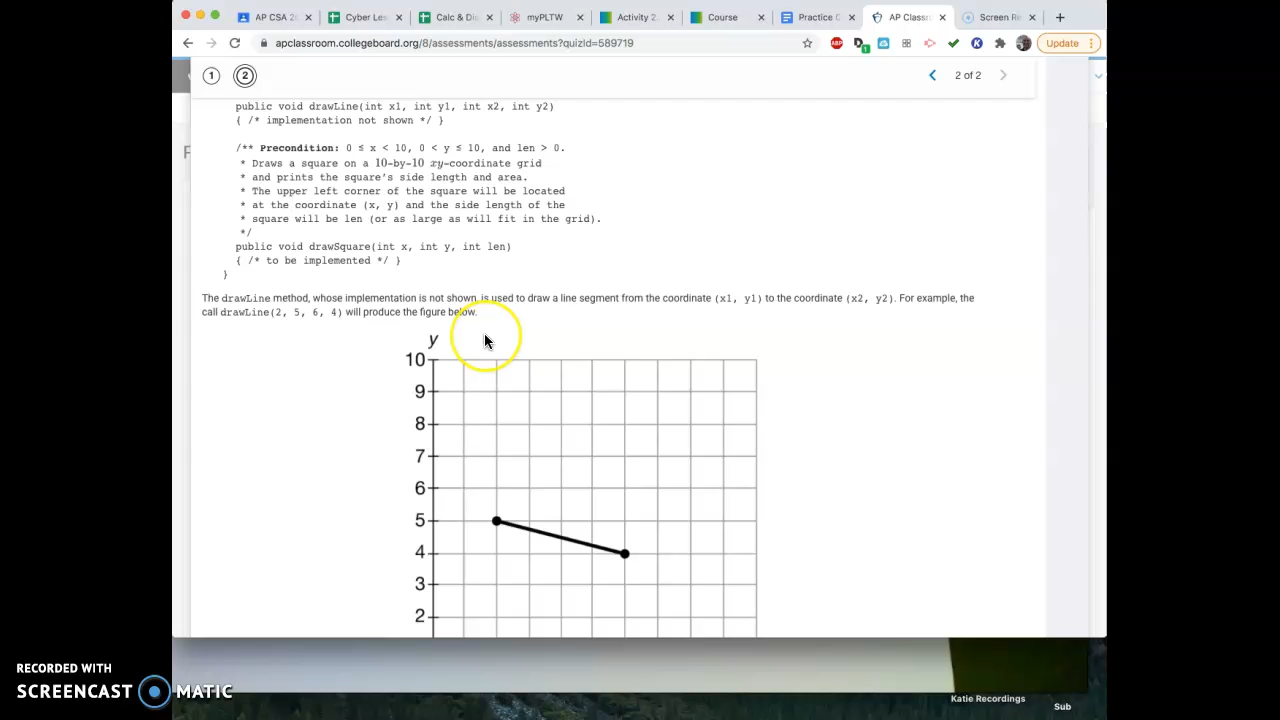 AP CSA 2
Cyber Les
Calc & Dis
myPLTW
Activity 2.
Course
Practice
AP Classr
Screen Re
apclassroom.collegeboard.org/8/assessments/assessments?quizId=589719
ABP
1
K
Update
1
2
2 of 2
public void drawLine(int x1, int y1, int x2, int y2)
{ /* implementation not shown */ }
/** Precondition: 0 ≤ x < 10, 0 < y ≤ 10, and len > 0.
* Draws a square on a 10-by-10 xy-coordinate grid
* and prints the square's side length and area.
* The upper left corner of the square will be located
* at the coordinate (x, y) and the side length of the
* square will be len (or as large as will fit in the grid).
*/
public void drawSquare(int x, int y, int len)
{ /* to be implemented */ }
}
The drawLine method, whose implementation is not shown, is used to draw a line segment from the coordinate (x1, y1) to the coordinate (x2, y2). For example, the
call drawLine(2, 5, 6, 4) will produce the figure below.
y
10
9
8
7
6
5
4
3
2
RECORDED WITH
SCREENCAST MATIC
Katie Recordings
Sub